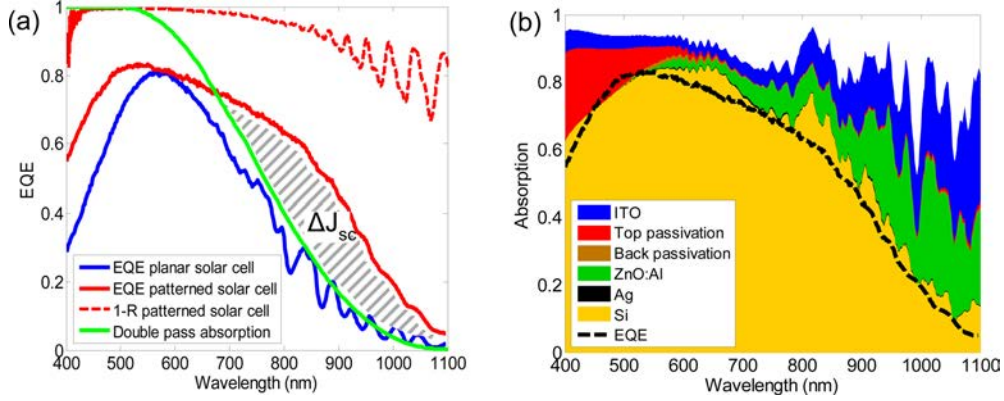 (a)
1
0.8
0.6
0.4
0.2
0
EQE
ΔJsc
EQE planar solar cell
EQE patterned solar cell
1-R patterned solar cell
Double pass absorption
400 500 600 700 800 900 1000 1100
Wavelength (nm)
(b)
1
0.8
0.6
0.4
0.2
0
Absorption
ITO
Top passivation
Back passivation
ZnO:Al
Ag
Si
EQE
400 500 600 700 800 900 1000 1100
Wavelength (nm)